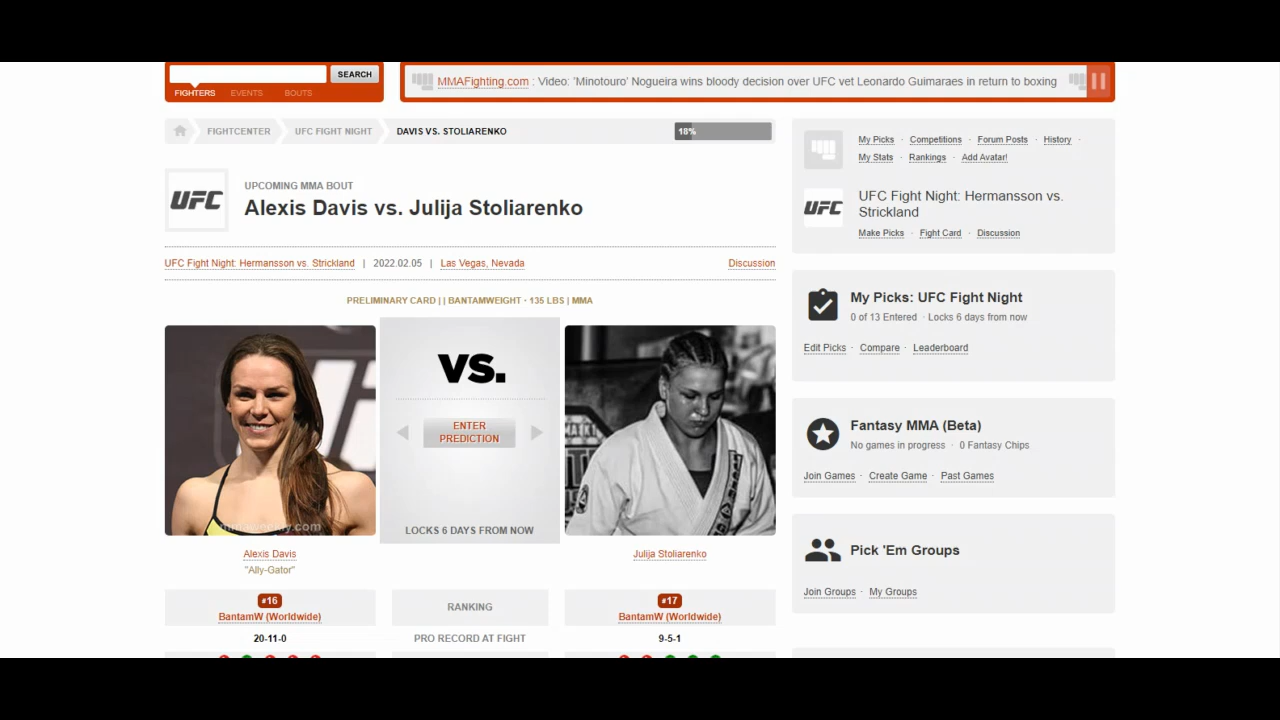 SEARCH
FIGHTERS EVENTS BOUTS
MMAFighting.com : Video: 'Minotouro' Nogueira wins bloody decision over UFC vet Leonardo Guimaraes in return to boxing
FIGHTCENTER UFC FIGHT NIGHT DAVIS VS. STOLIARENKO 18%
UFC
UPCOMING MMA BOUT
Alexis Davis vs. Julija Stoliarenko
UFC Fight Night: Hermansson vs. Strickland | 2022.02.05 | Las Vegas, Nevada Discussion
PRELIMINARY CARD | | BANTAMWEIGHT · 135 LBS | MMA
VS.
ENTER
PREDICTION
LOCKS 6 DAYS FROM NOW
mmaweekly.com
Alexis Davis
"Ally-Gator"
Julija Stoliarenko
#16 RANKING #17
BantamW (Worldwide) BantamW (Worldwide)
20-11-0 PRO RECORD AT FIGHT 9-5-1
My Picks · Competitions · Forum Posts · History ·
My Stats · Rankings · Add Avatar!
UFC
UFC Fight Night: Hermansson vs.
Strickland
Make Picks · Fight Card · Discussion
My Picks: UFC Fight Night
0 of 13 Entered · Locks 6 days from now
Edit Picks · Compare · Leaderboard
Fantasy MMA (Beta)
No games in progress · 0 Fantasy Chips
Join Games · Create Game · Past Games
Pick 'Em Groups
Join Groups · My Groups